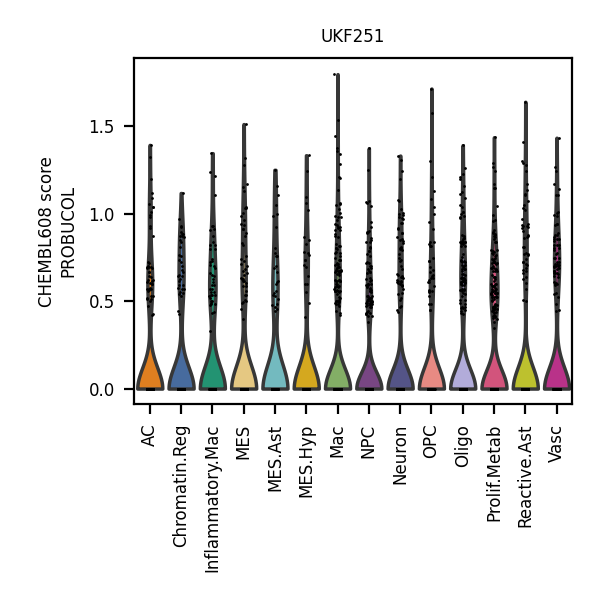 UKF251
CHEMBL608 score
PROBUCOL
1.5
1.0
0.5
0.0
AC
Chromatin.Reg
Inflammatory.Mac
MES
MES.Ast
MES.Hyp
Mac
NPC
Neuron
OPC
Oligo
Prolif.Metab
Reactive.Ast
Vasc